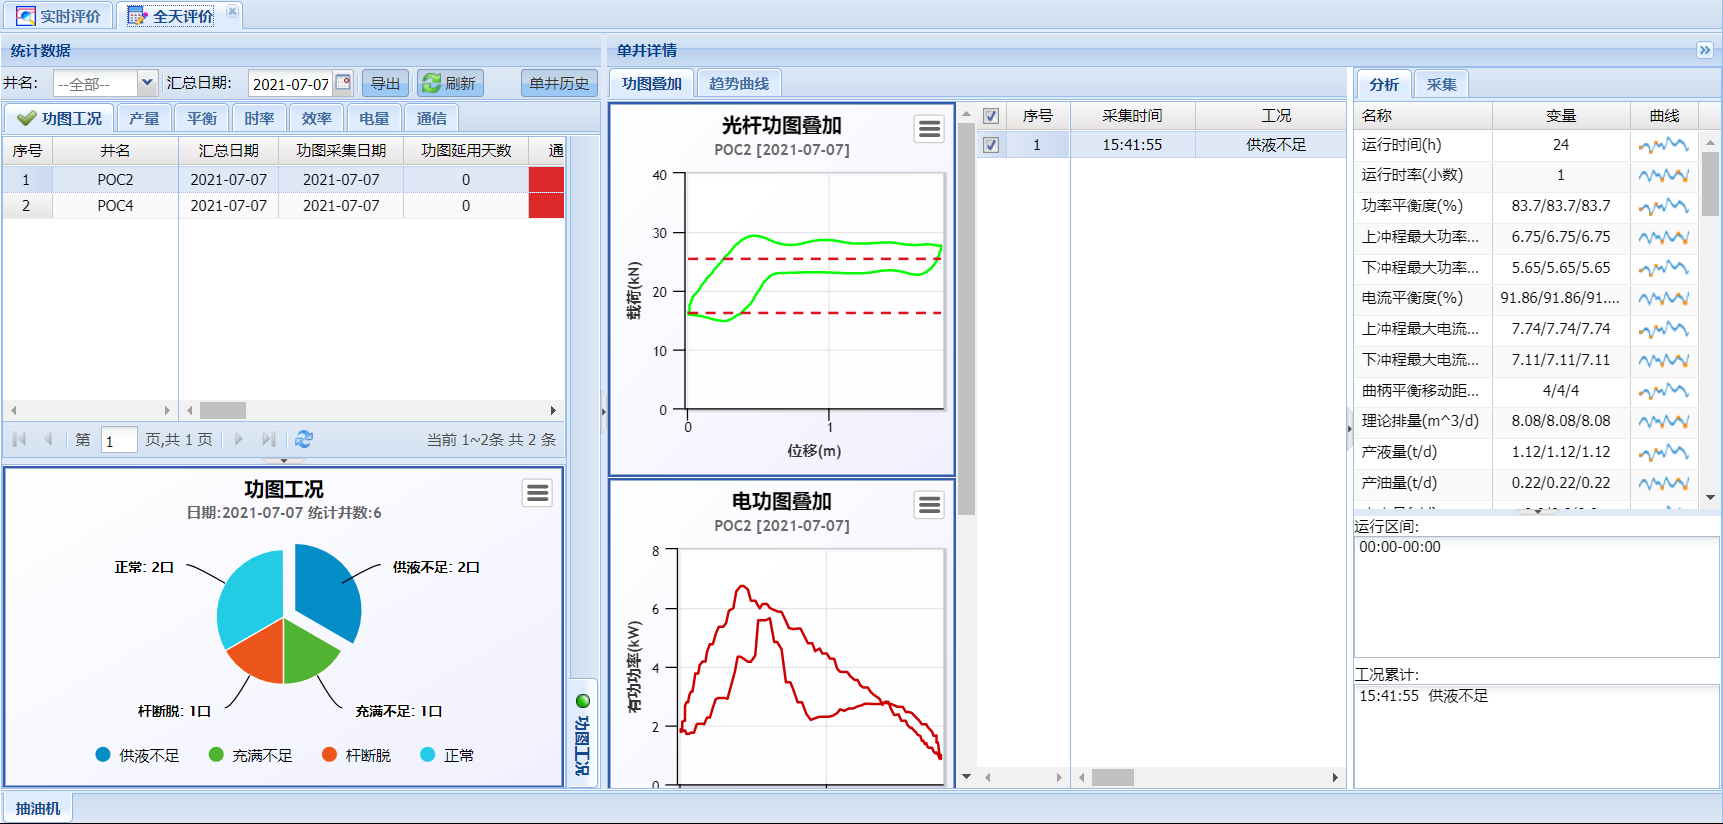 实时评价 全天评价
统计数据
井名: --全部-- 汇总日期: 2021-07-07 导出 刷新 单井历史
功图工况 产量 平衡 时率 效率 电量 通信
序号 井名 汇总日期 功图采集日期 功图延用天数 通
1 POC2 2021-07-07 2021-07-07 0
2 POC4 2021-07-07 2021-07-07 0
第 1 页,共 1 页 当前 1~2条 共 2 条
功图工况
日期:2021-07-07 统计井数:6
正常: 2口 供液不足: 2口
杆断脱: 1口 充满不足: 1口
供液不足 充满不足 杆断脱 正常
功图工况
单井详情
功图叠加 趋势曲线
光杆功图叠加
POC2 [2021-07-07]
40
30
20
10
0
载荷(kN)
0 1
位移(m)
电功图叠加
POC2 [2021-07-07]
8
6
4
2
0
有功功率(kW)
序号 采集时间 工况
1 15:41:55 供液不足
分析 采集
名称 变量 曲线
运行时间(h) 24
运行时率(小数) 1
功率平衡度(%) 83.7/83.7/83.7
上冲程最大功率... 6.75/6.75/6.75
下冲程最大功率... 5.65/5.65/5.65
电流平衡度(%) 91.86/91.86/91....
上冲程最大电流... 7.74/7.74/7.74
下冲程最大电流... 7.11/7.11/7.11
曲柄平衡移动距... 4/4/4
理论排量(m^3/d) 8.08/8.08/8.08
产液量(t/d) 1.12/1.12/1.12
产油量(t/d) 0.22/0.22/0.22
运行区间:
00:00-00:00
工况累计:
15:41:55 供液不足
抽油机